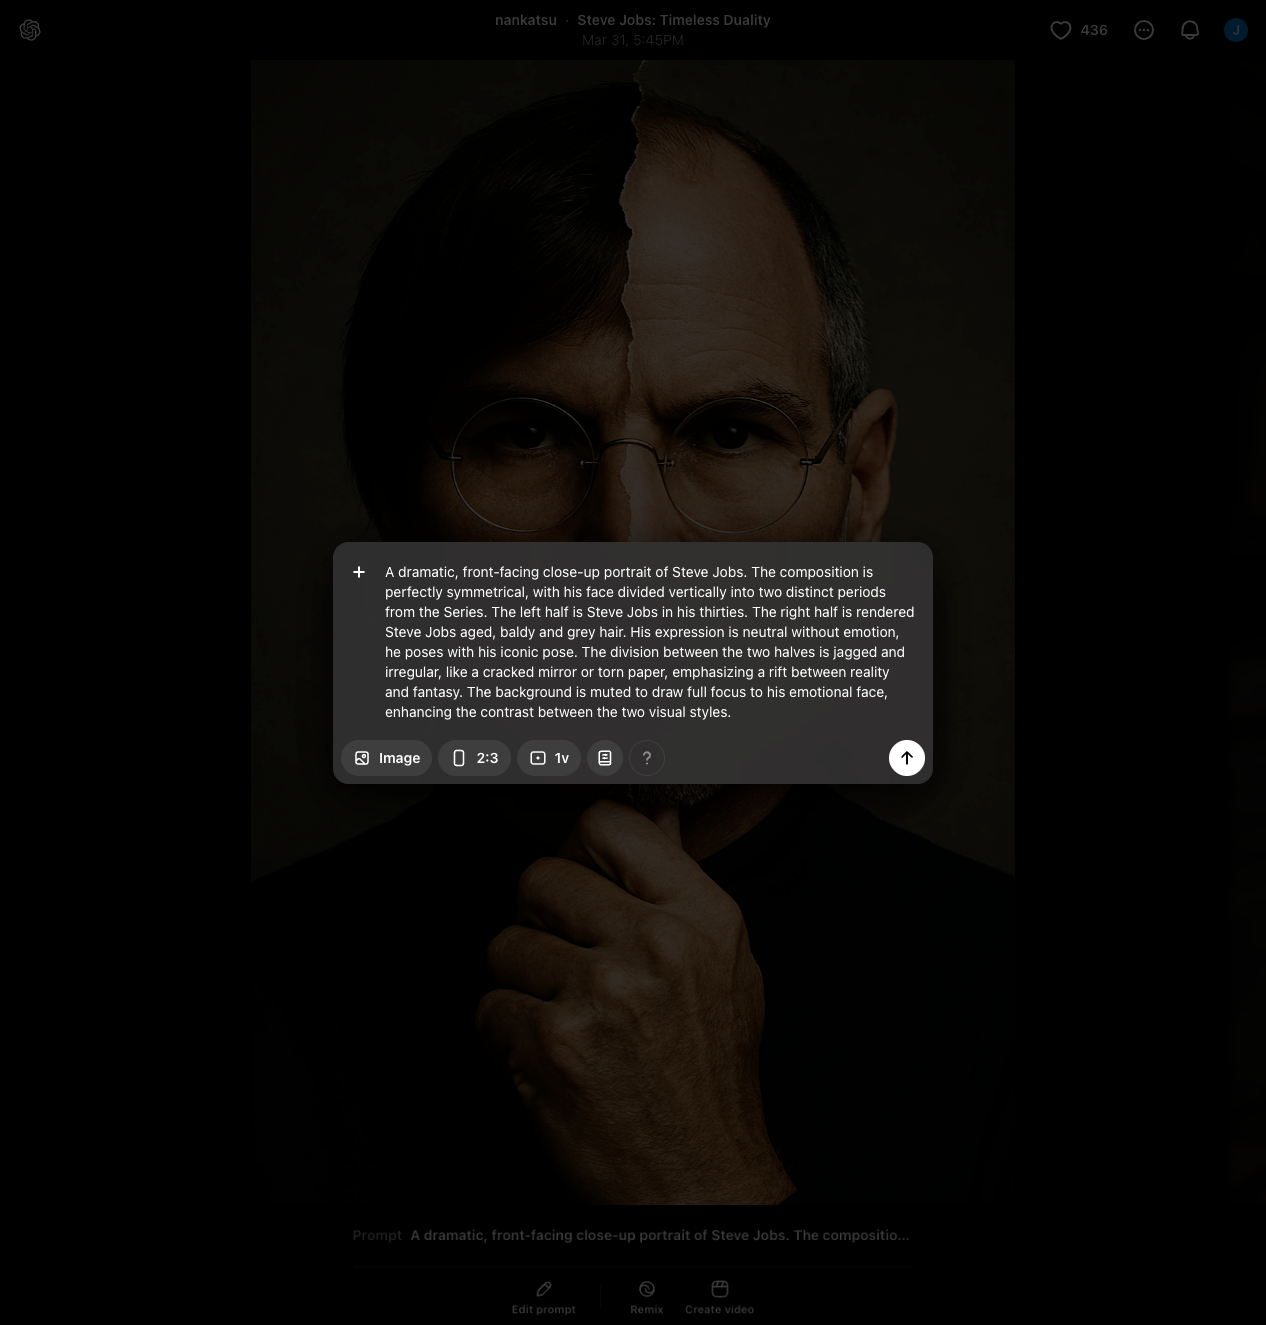 nankatsu · Steve Jobs: Timeless Duality
Mar 31, 5:45PM
436
J
A dramatic, front-facing close-up portrait of Steve Jobs. The composition is
perfectly symmetrical, with his face divided vertically into two distinct periods
from the Series. The left half is Steve Jobs in his thirties. The right half is rendered
Steve Jobs aged, baldy and grey hair. His expression is neutral without emotion,
he poses with his iconic pose. The division between the two halves is jagged and
irregular, like a cracked mirror or torn paper, emphasizing a rift between reality
and fantasy. The background is muted to draw full focus to his emotional face,
enhancing the contrast between the two visual styles.
Image 2:3 1v ?
Prompt A dramatic, front-facing close-up portrait of Steve Jobs. The compositio...
Edit prompt Remix Create video